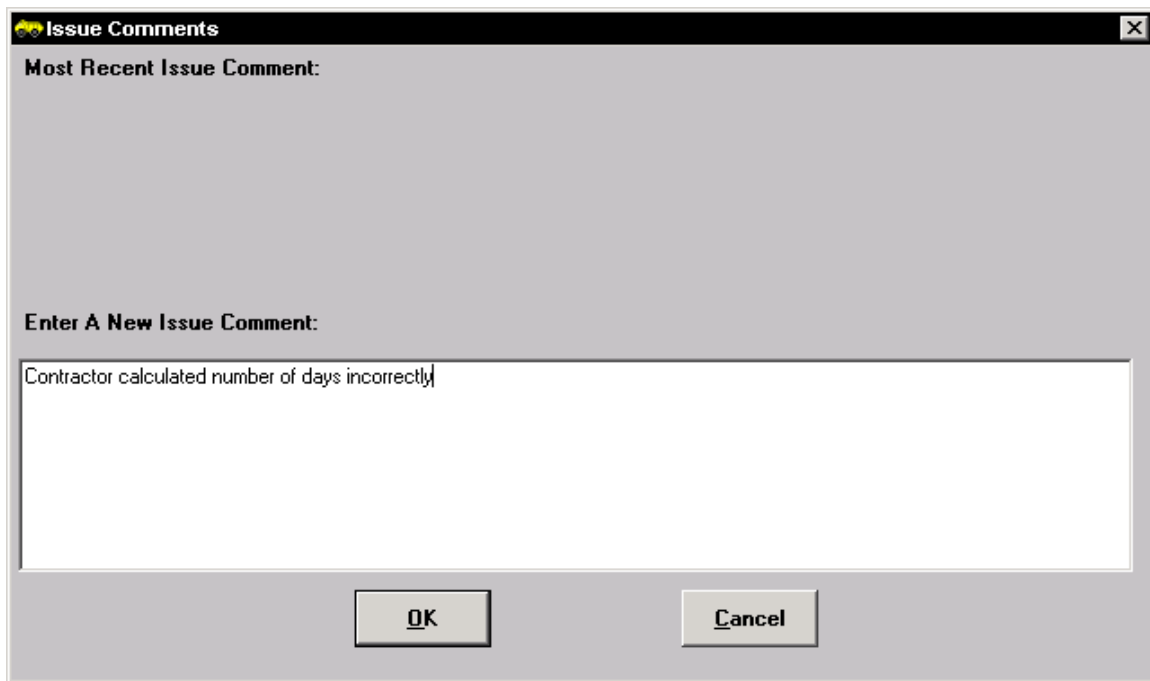 Issue Comments
Most Recent Issue Comment:
Enter A New Issue Comment:
Contractor calculated number of days incorrectly
OK
Cancel